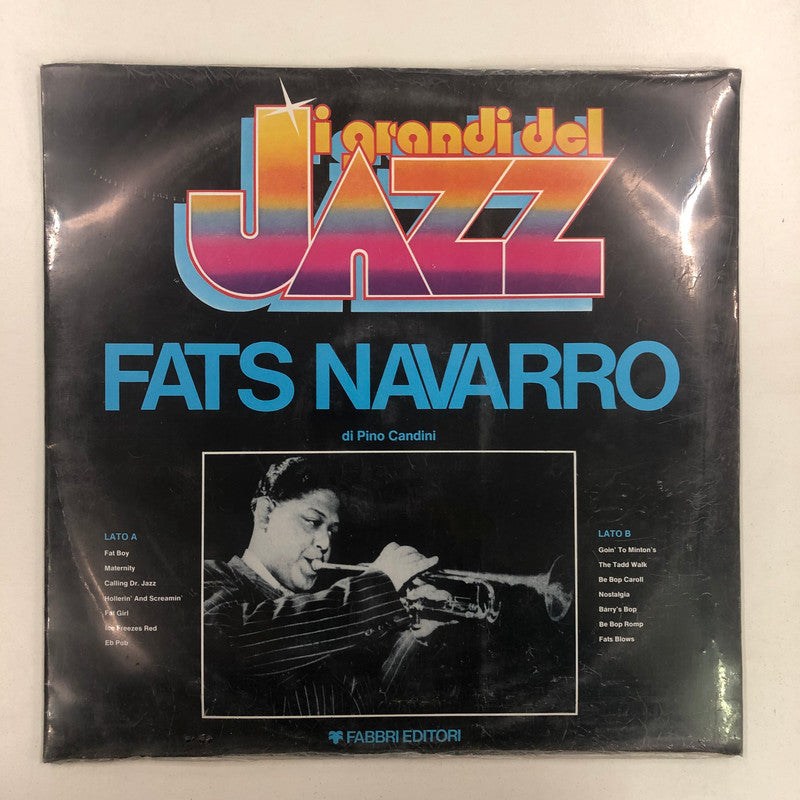 i grandi del
JAZZ
FATS NAVARRO
di Pino Candini
LATO A
Fat Boy
Maternity
Calling Dr. Jazz
Hollerin' And Screamin'
Fat Girl
Ice Freezes Red
Eb Pob
LATO B
Goin' To Minton's
The Tadd Walk
Be Bop Caroll
Nostalgia
Barry's Bop
Be Bop Romp
Fats Blows
FABBRI EDITORI